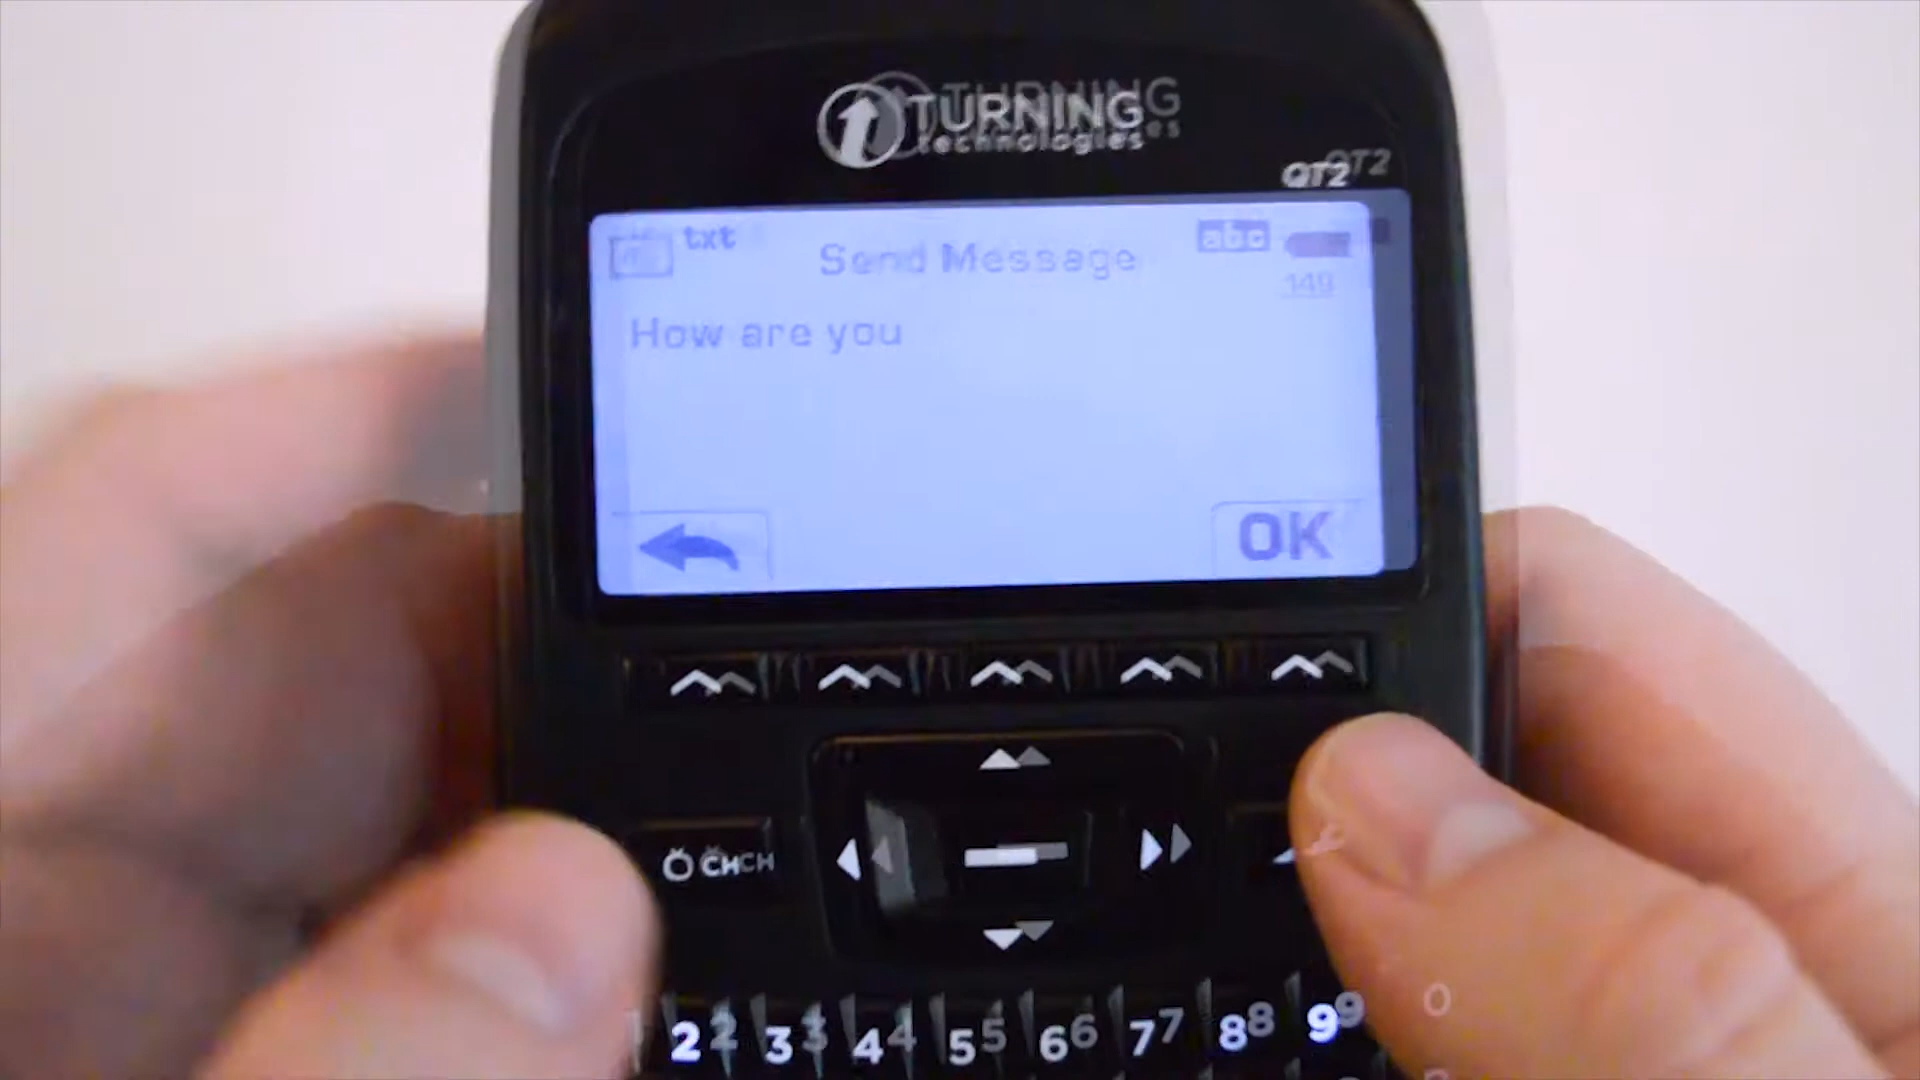 TURNING
technologies
QT2
txt
abc
Send Message
149
How are you
OK
CH
2 3 4 5 6 7 8 9 0